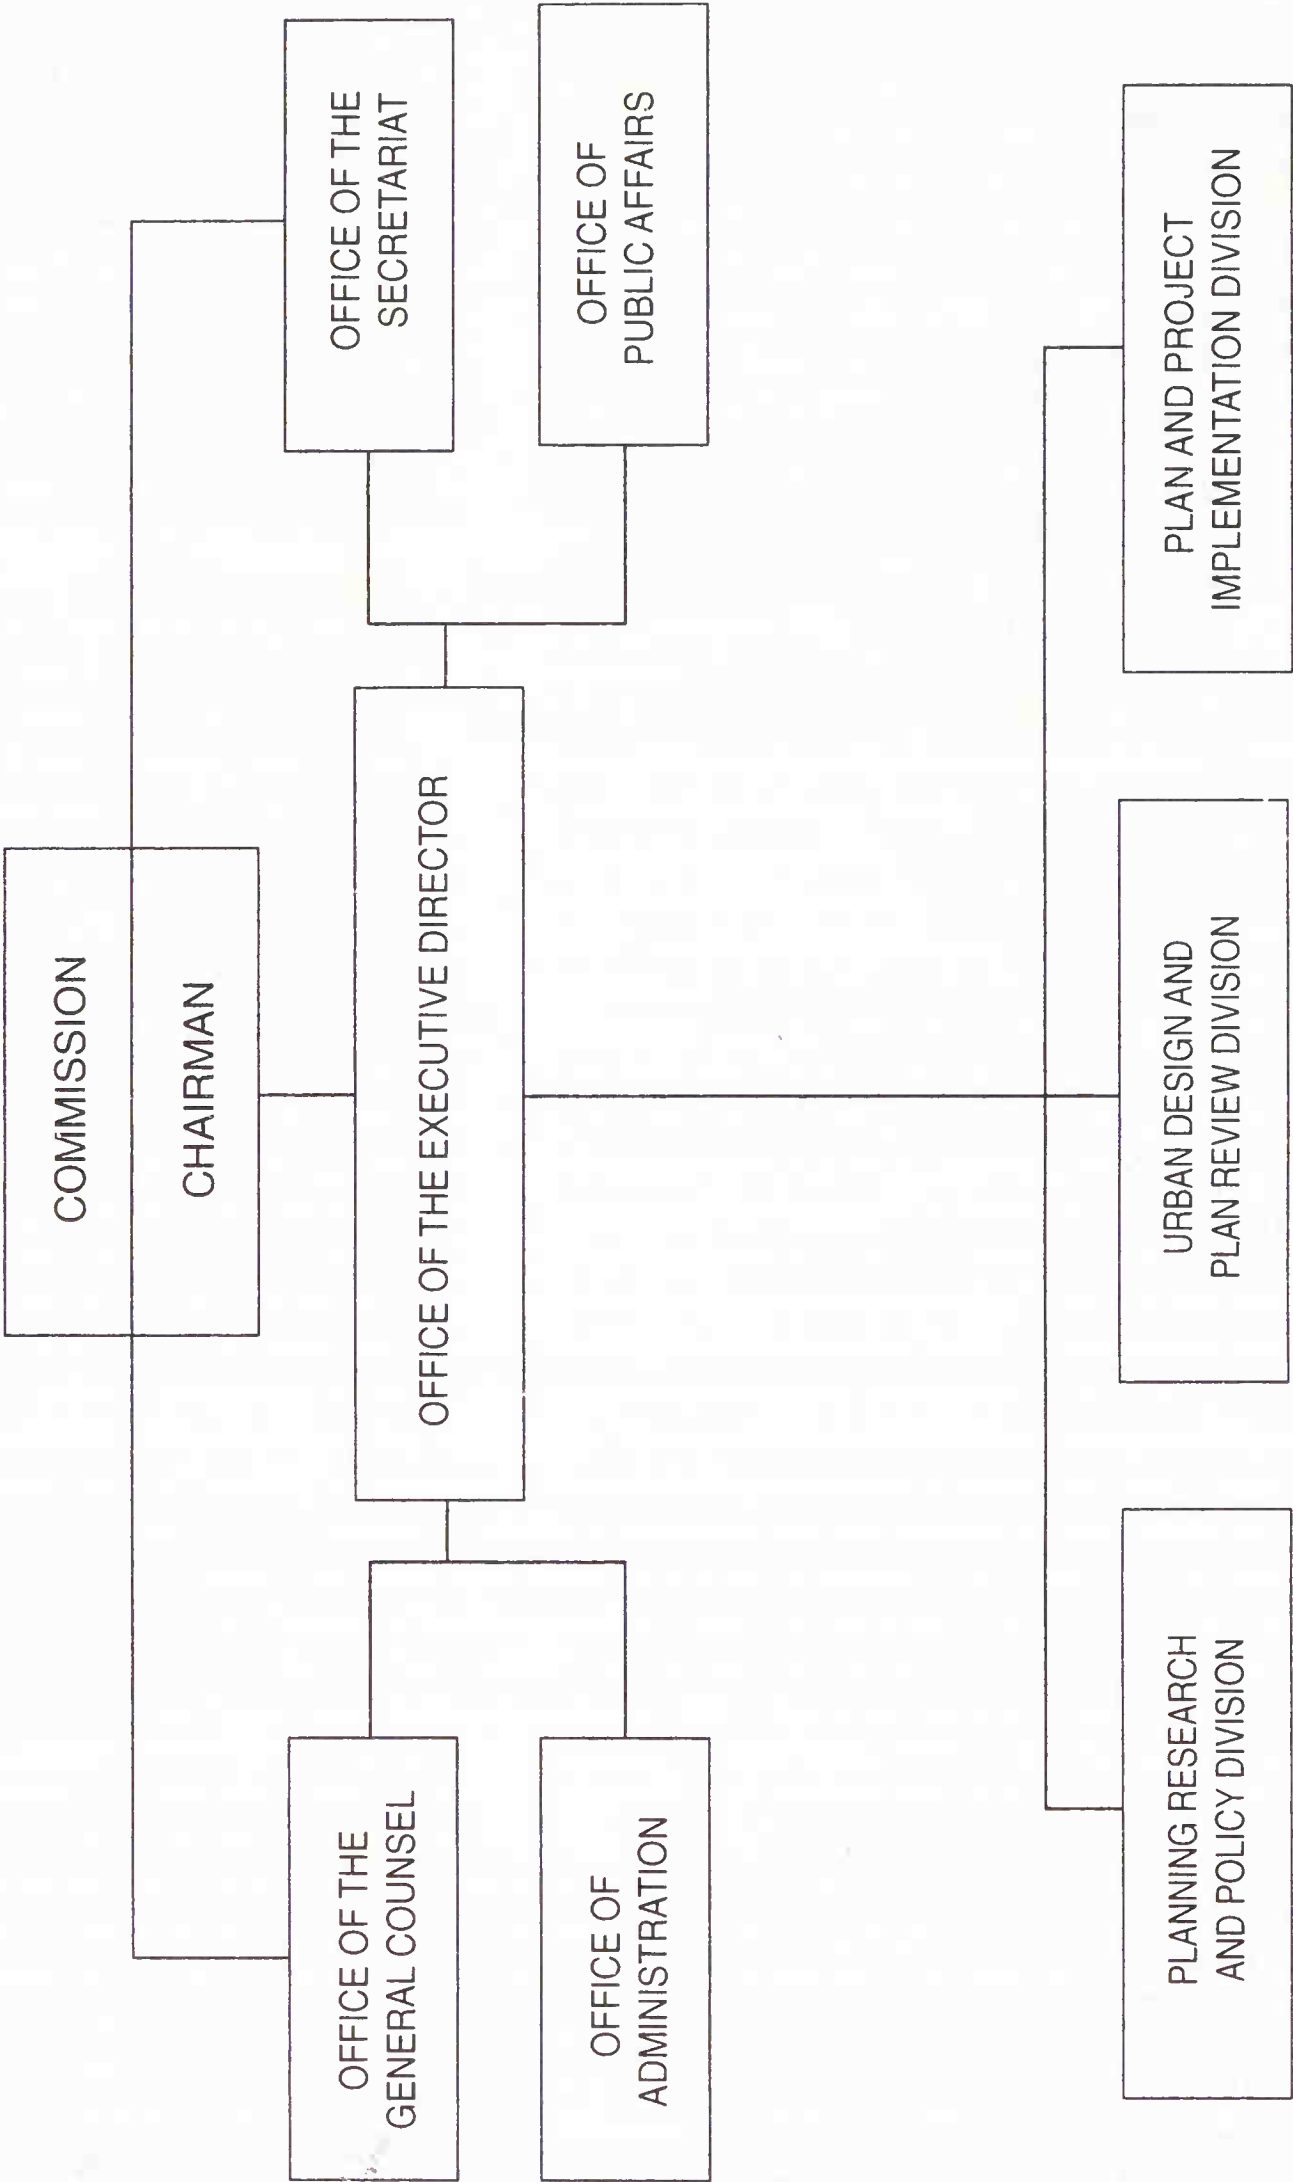 COMMISSION
CHAIRMAN
OFFICE OF THE
GENERAL COUNSEL
OFFICE OF THE EXECUTIVE DIRECTOR
OFFICE OF THE
SECRETARIAT
OFFICE OF
ADMINISTRATION
OFFICE OF
PUBLIC AFFAIRS
PLANNING RESEARCH
AND POLICY DIVISION
URBAN DESIGN AND
PLAN REVIEW DIVISION
PLAN AND PROJECT
IMPLEMENTATION DIVISION